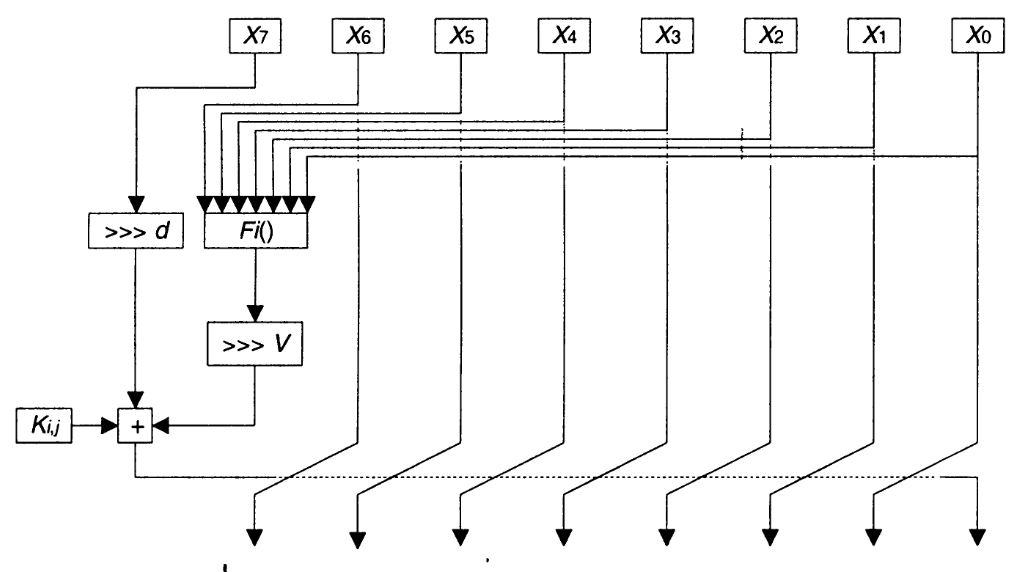 X7 X6 X5 X4 X3 X2 X1 X0
>>> d Fi()
>>> V
Ki,j +